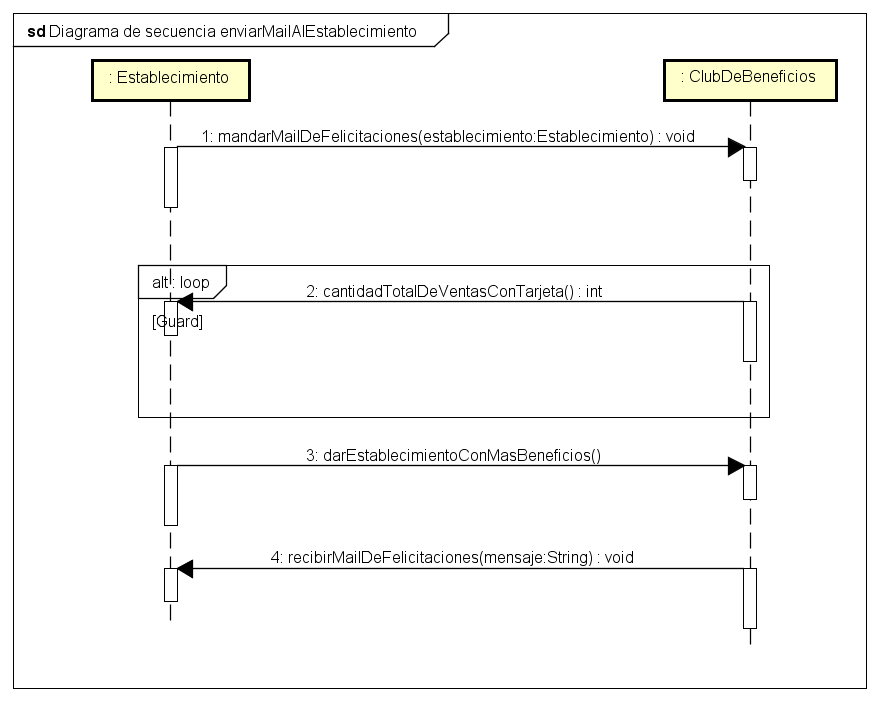 sd Diagrama de secuencia enviarMailAlEstablecimiento
: Establecimiento
: ClubDeBeneficios
1: mandarMailDeFelicitaciones(establecimiento:Establecimiento) : void
alt : loop
2: cantidadTotalDeVentasConTarjeta() : int
[Guard]
3: darEstablecimientoConMasBeneficios()
4: recibirMailDeFelicitaciones(mensaje:String) : void